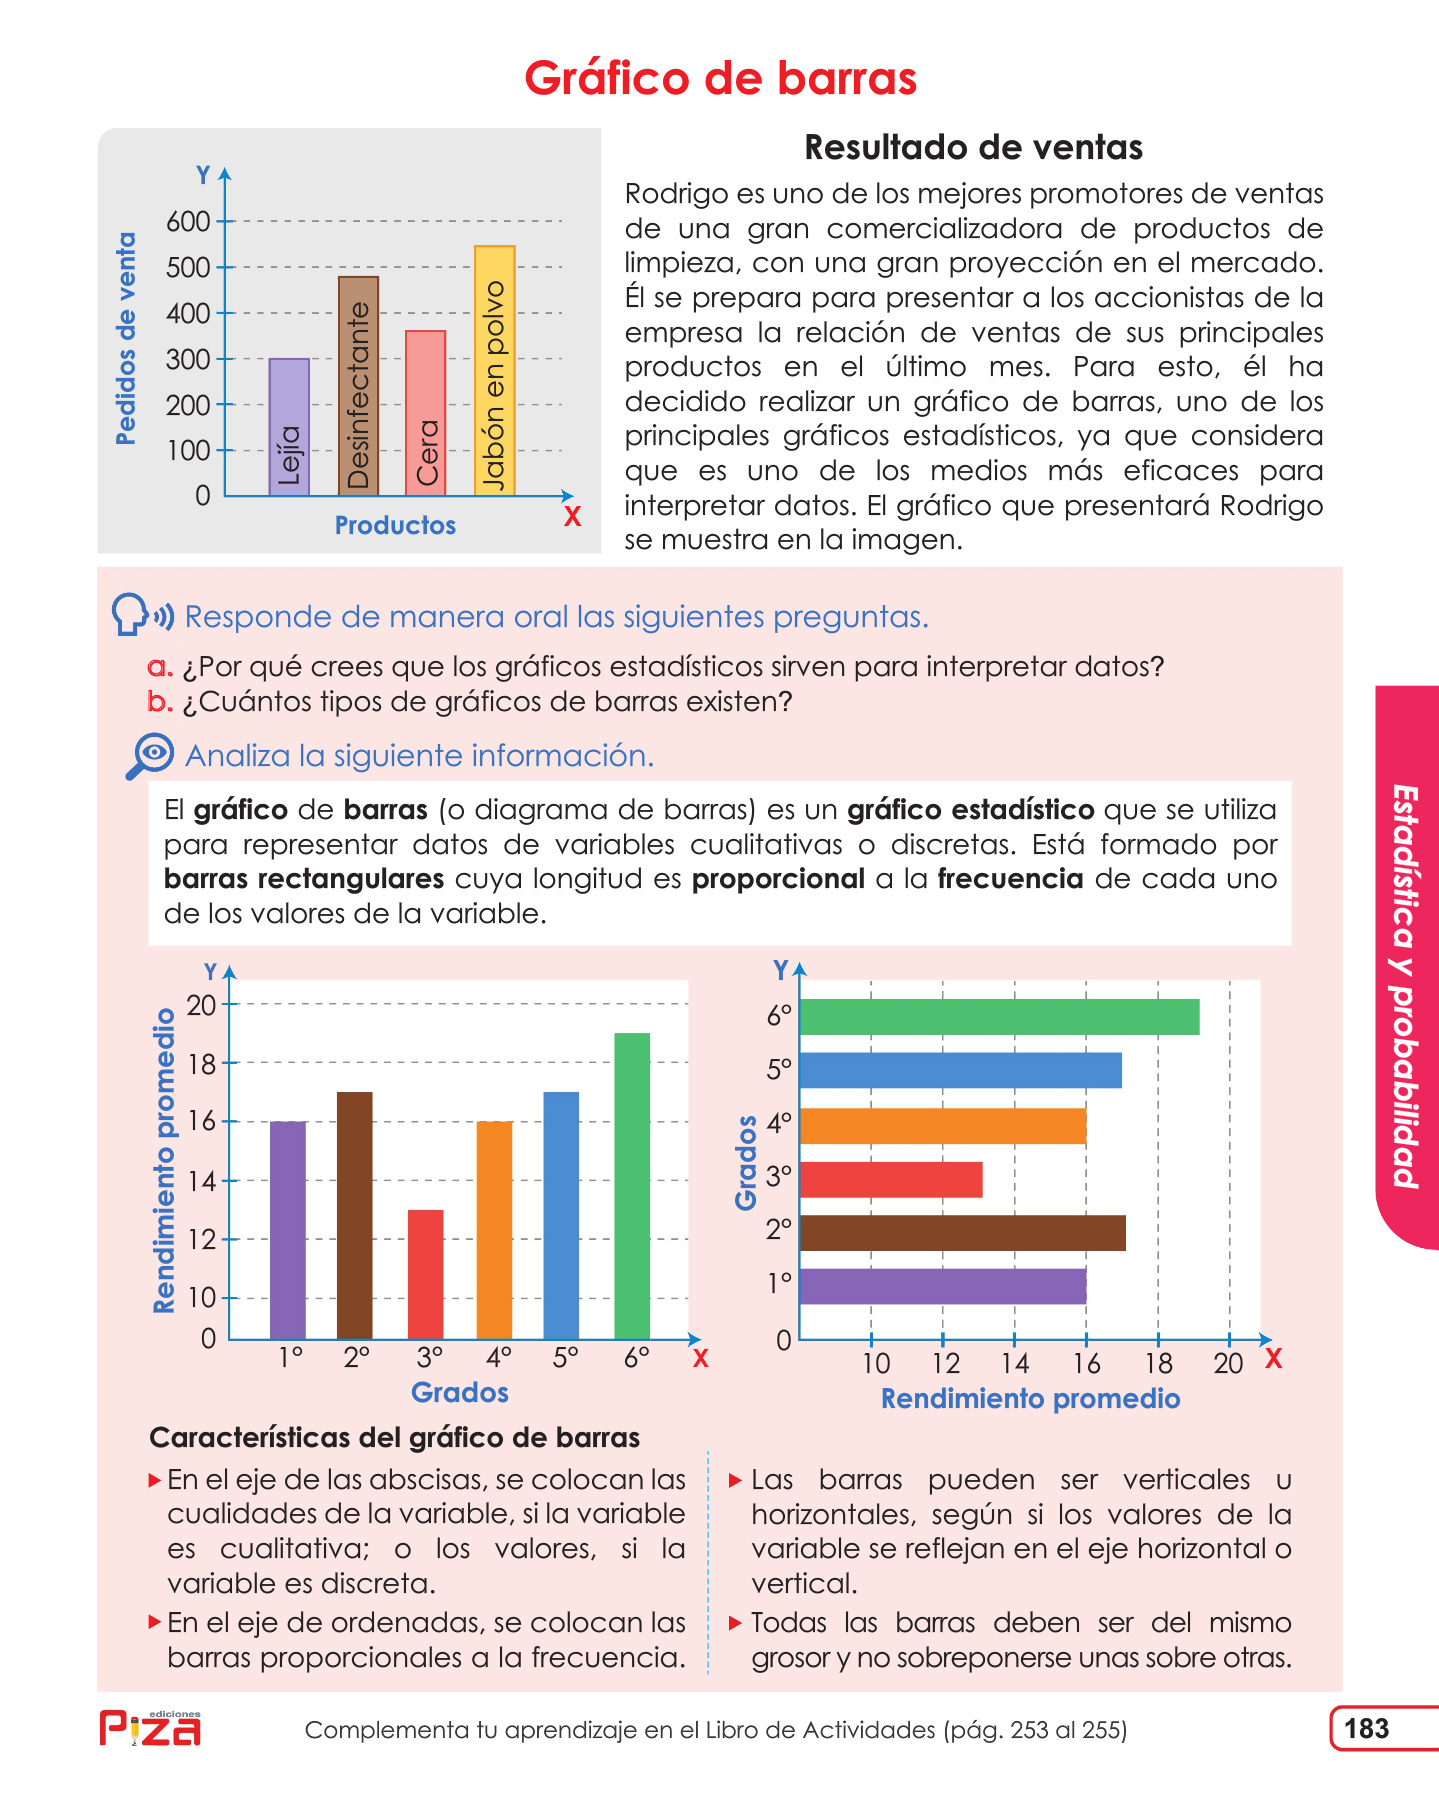 Gráfico de barras
Y
Pedidos de venta
600
500
400
300
200
100
0
Lejía
Desinfectante
Cera
Jabón en polvo
Productos
X
Resultado de ventas
Rodrigo es uno de los mejores promotores de ventas
de una gran comercializadora de productos de
limpieza, con una gran proyección en el mercado.
Él se prepara para presentar a los accionistas de la
empresa la relación de ventas de sus principales
productos en el último mes. Para esto, él ha
decidido realizar un gráfico de barras, uno de los
principales gráficos estadísticos, ya que considera
que es uno de los medios más eficaces para
interpretar datos. El gráfico que presentará Rodrigo
se muestra en la imagen.
Responde de manera oral las siguientes preguntas.
a. ¿Por qué crees que los gráficos estadísticos sirven para interpretar datos?
b. ¿Cuántos tipos de gráficos de barras existen?
Analiza la siguiente información.
El gráfico de barras (o diagrama de barras) es un gráfico estadístico que se utiliza
para representar datos de variables cualitativas o discretas. Está formado por
barras rectangulares cuya longitud es proporcional a la frecuencia de cada uno
de los valores de la variable.
Y
Rendimiento promedio
20
18
16
14
12
10
0
1° 2° 3° 4° 5° 6° X
Grados
Y
Grados
6°
5°
4°
3°
2°
1°
0
10 12 14 16 18 20 X
Rendimiento promedio
Características del gráfico de barras
En el eje de las abscisas, se colocan las
cualidades de la variable, si la variable
es cualitativa; o los valores, si la
variable es discreta.
En el eje de ordenadas, se colocan las
barras proporcionales a la frecuencia.
Las barras pueden ser verticales u
horizontales, según si los valores de la
variable se reflejan en el eje horizontal o
vertical.
Todas las barras deben ser del mismo
grosor y no sobreponerse unas sobre otras.
Estadística y probabilidad
ediciones
Piza
Complementa tu aprendizaje en el Libro de Actividades (pág. 253 al 255)
183